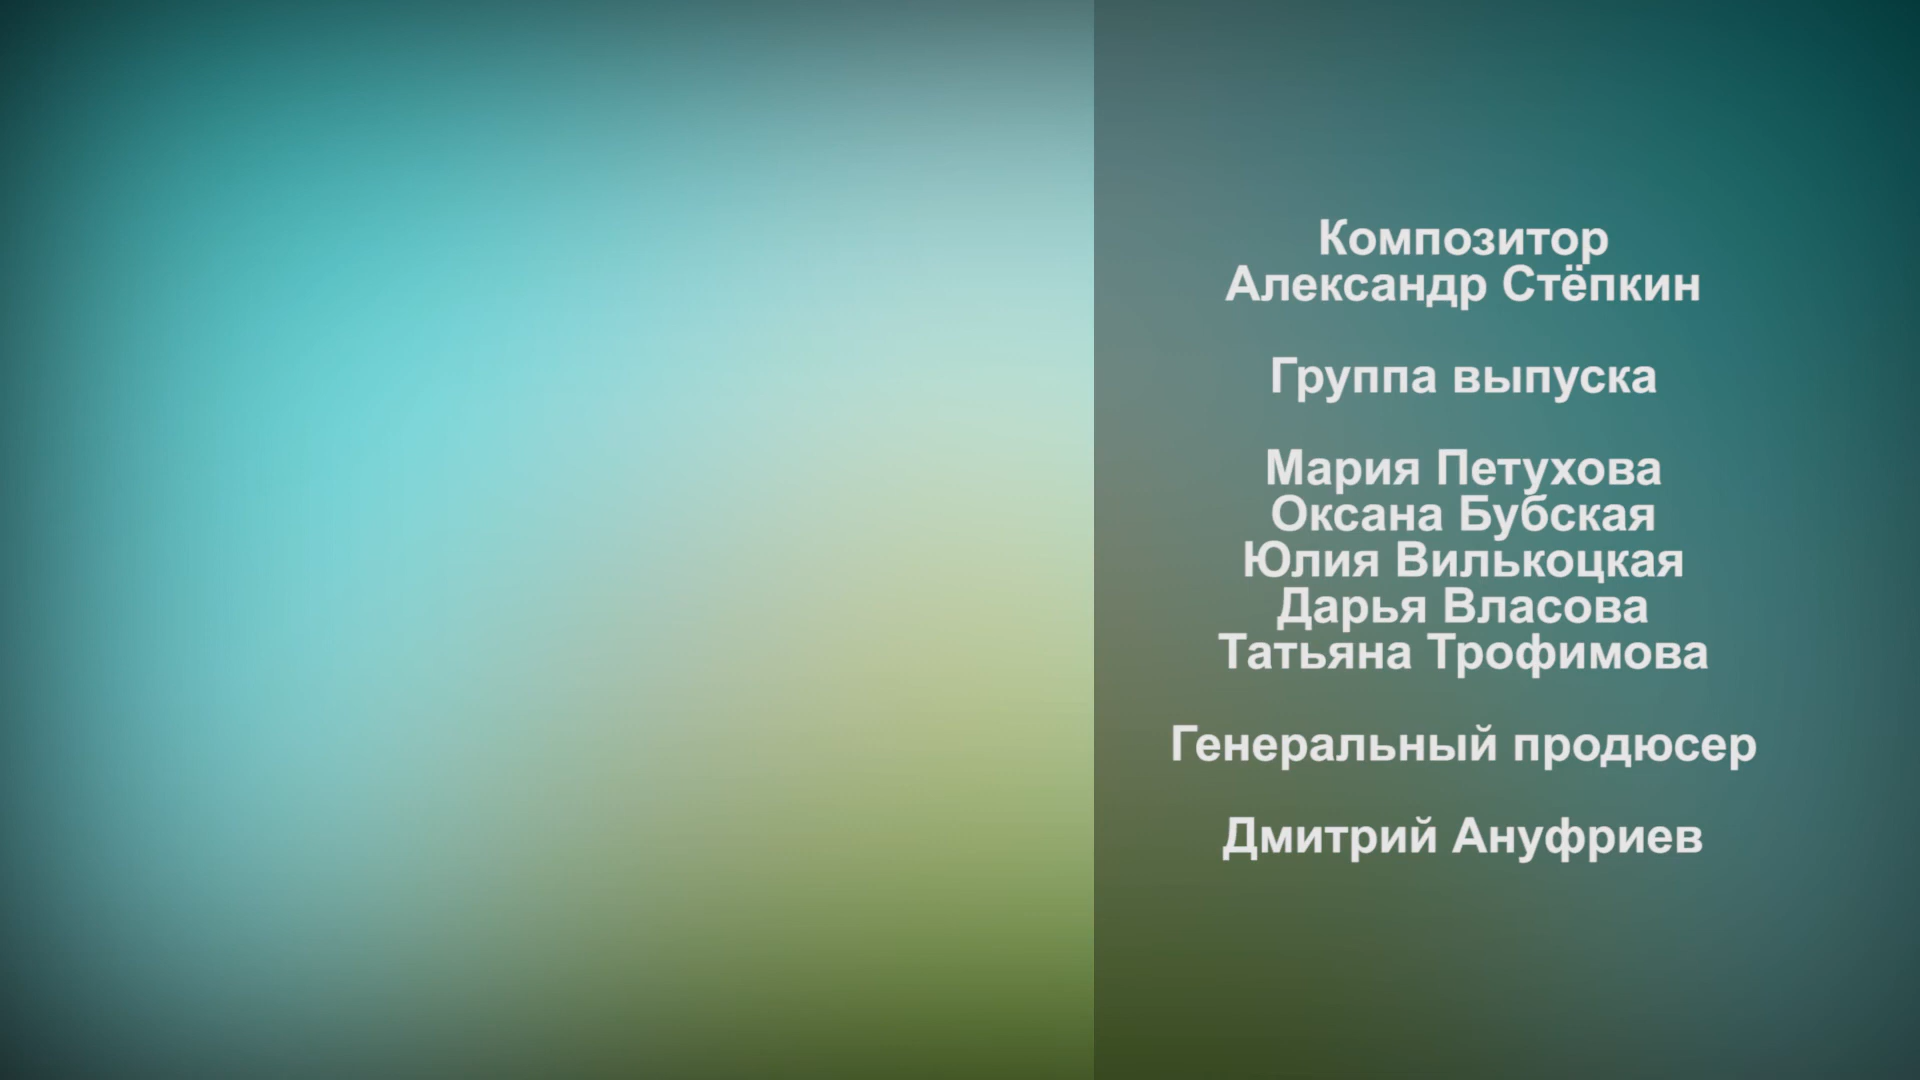 Композитор
Александр Стёпкин
Группа выпуска
Мария Петухова
Оксана Бубская
Юлия Вилькоцкая
Дарья Власова
Татьяна Трофимова
Генеральный продюсер
Дмитрий Ануфриев